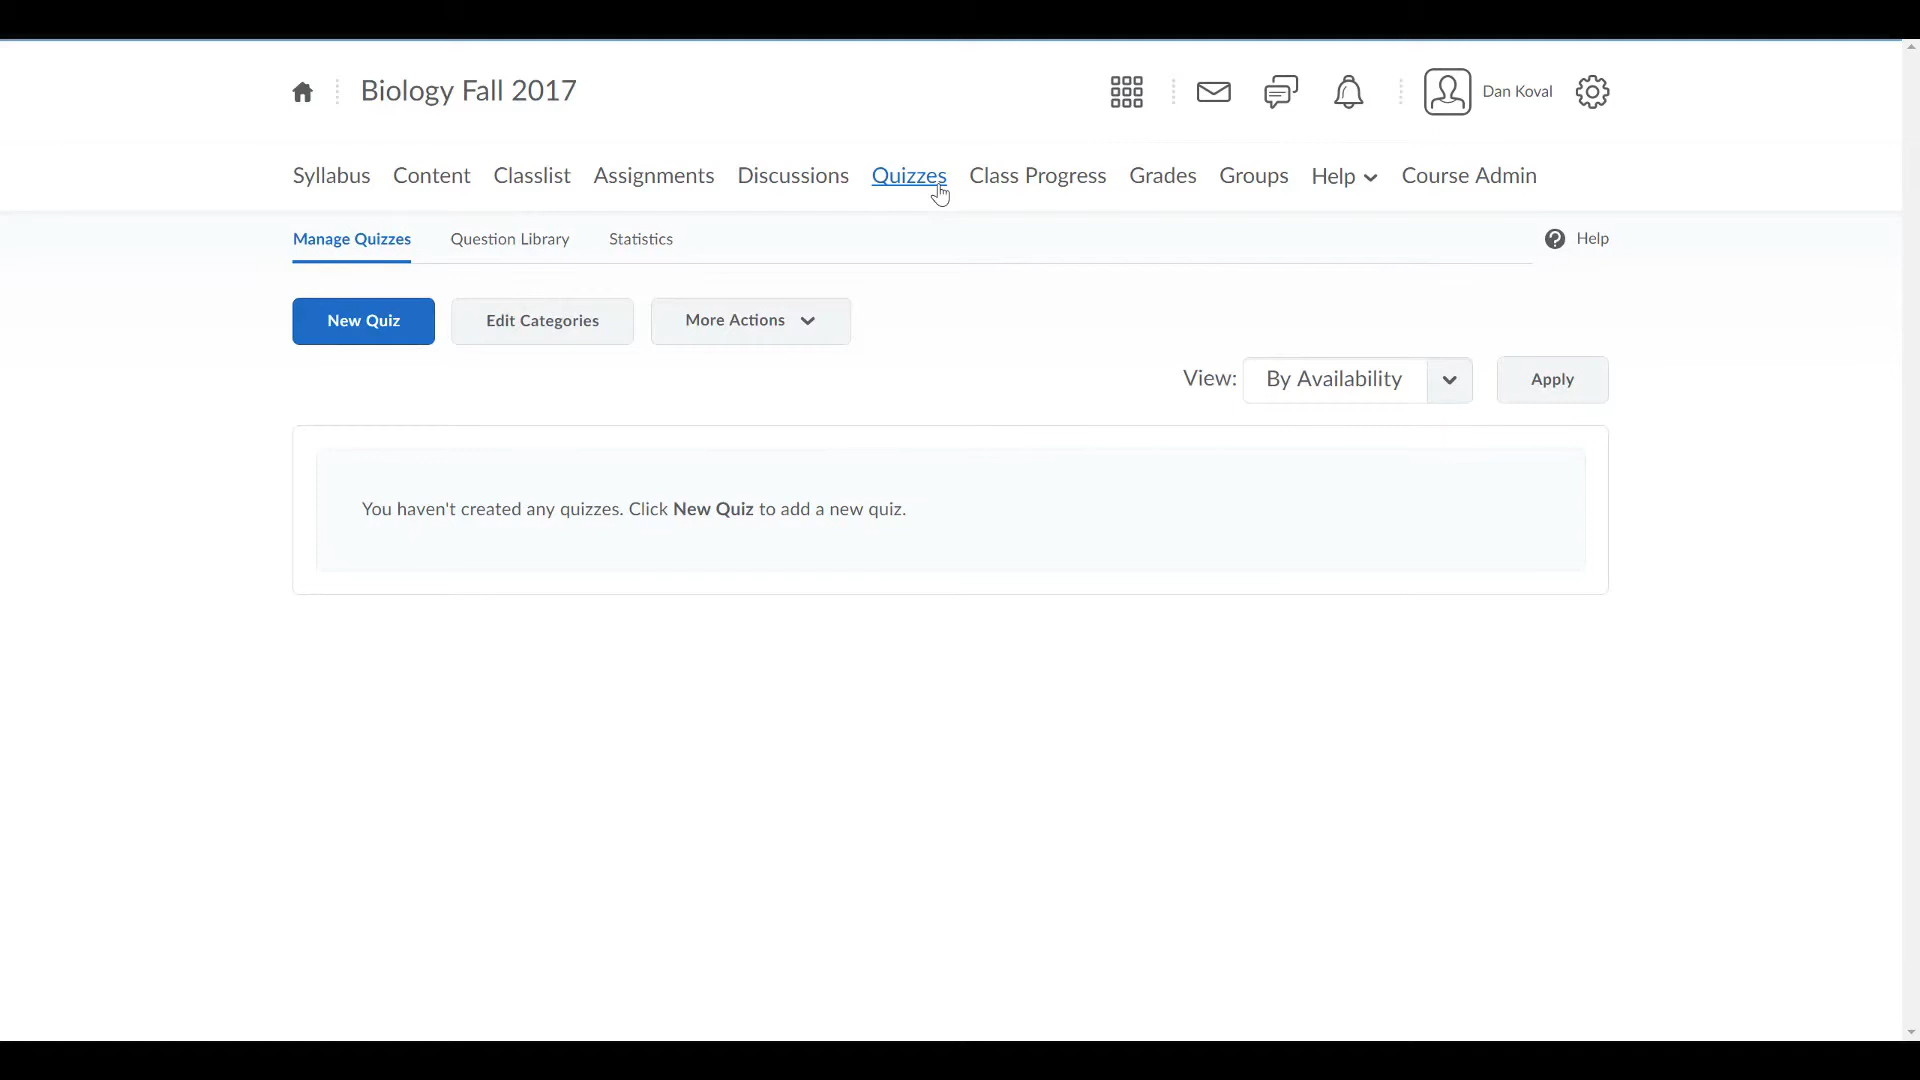 Biology Fall 2017
Dan Koval
Syllabus Content Classlist Assignments Discussions Quizzes Class Progress Grades Groups Help Course Admin
Manage Quizzes Question Library Statistics Help
New Quiz Edit Categories More Actions
View: By Availability Apply
You haven't created any quizzes. Click New Quiz to add a new quiz.